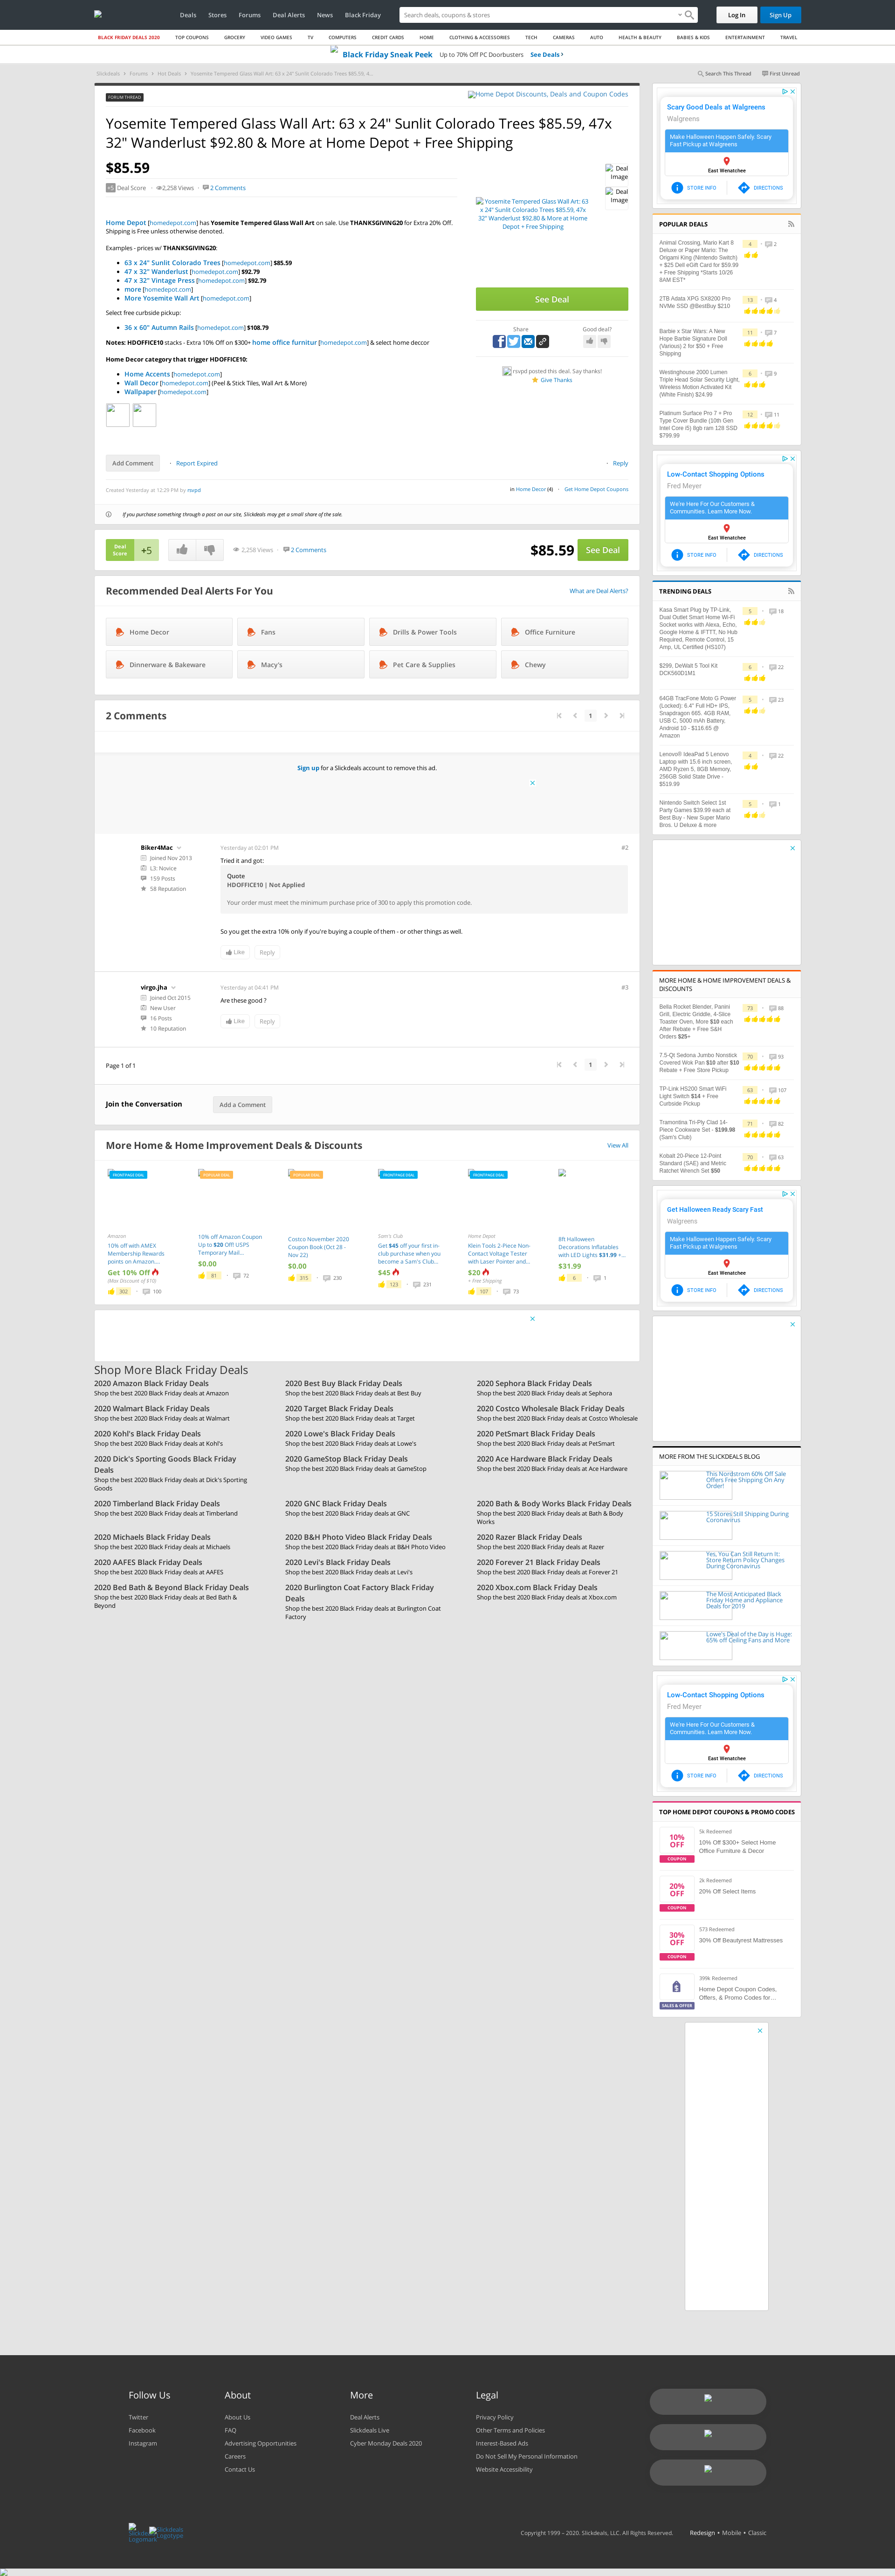 Deals
Stores
Forums
Deal Alerts
News
Black Friday
Search deals, coupons & stores
Log In
Sign Up
BLACK FRIDAY DEALS 2020
TOP COUPONS
GROCERY
VIDEO GAMES
TV
COMPUTERS
CREDIT CARDS
HOME
CLOTHING & ACCESSORIES
TECH
CAMERAS
AUTO
HEALTH & BEAUTY
BABIES & KIDS
ENTERTAINMENT
TRAVEL
Black Friday Sneak Peek Up to 70% Off PC Doorbusters See Deals ›
Slickdeals › Forums › Hot Deals › Yosemite Tempered Glass Wall Art: 63 x 24" Sunlit Colorado Trees $85.59, 4...
Search This Thread
First Unread
FORUM THREAD
Home Depot Discounts, Deals and Coupon Codes
Yosemite Tempered Glass Wall Art: 63 x 24" Sunlit Colorado Trees $85.59, 47x
32" Wanderlust $92.80 & More at Home Depot + Free Shipping
$85.59
+5 Deal Score · 2,258 Views · 2 Comments
Deal
Image
Deal
Image
Yosemite Tempered Glass Wall Art: 63
x 24" Sunlit Colorado Trees $85.59, 47x
32" Wanderlust $92.80 & More at Home
Depot + Free Shipping
Home Depot [homedepot.com] has Yosemite Tempered Glass Wall Art on sale. Use THANKSGIVING20 for Extra 20% Off.
Shipping is Free unless otherwise denoted.
Examples - prices w/ THANKSGIVING20:
63 x 24" Sunlit Colorado Trees [homedepot.com] $85.59
47 x 32" Wanderlust [homedepot.com] $92.79
47 x 32" Vintage Press [homedepot.com] $92.79
more [homedepot.com]
More Yosemite Wall Art [homedepot.com]
Select free curbside pickup:
36 x 60" Autumn Rails [homedepot.com] $108.79
Notes: HDOFFICE10 stacks - Extra 10% Off on $300+ home office furnitur [homedepot.com] & select home deccor
Home Depot category that trigger HDOFFICE10:
Home Accents [homedepot.com]
Wall Decor [homedepot.com] (Peel & Stick Tiles, Wall Art & More)
Wallpaper [homedepot.com]
See Deal
Share
Good deal?
rsvpd posted this deal. Say thanks!
Give Thanks
Add Comment
· Report Expired
· Reply
Created Yesterday at 12:29 PM by rsvpd
in Home Decor (4) · Get Home Depot Coupons
If you purchase something through a post on our site, Slickdeals may get a small share of the sale.
Deal
Score
+5
2,258 Views · 2 Comments
$85.59
See Deal
Recommended Deal Alerts For You
What are Deal Alerts?
Home Decor
Fans
Drills & Power Tools
Office Furniture
Dinnerware & Bakeware
Macy's
Pet Care & Supplies
Chewy
2 Comments
1
Sign up for a Slickdeals account to remove this ad.
Biker4Mac
Joined Nov 2013
L3: Novice
159 Posts
58 Reputation
Yesterday at 02:01 PM
#2
Tried it and got:
Quote
HDOFFICE10 | Not Applied
Your order must meet the minimum purchase price of 300 to apply this promotion code.
So you get the extra 10% only if you're buying a couple of them - or other things as well.
Like
Reply
virgo.jha
Joined Oct 2015
New User
16 Posts
10 Reputation
Yesterday at 04:41 PM
#3
Are these good ?
Like
Reply
Page 1 of 1
1
Join the Conversation
Add a Comment
More Home & Home Improvement Deals & Discounts
View All
FRONTPAGE DEAL
Amazon
10% off with AMEX
Membership Rewards
points on Amazon,...
Get 10% Off
(Max Discount of $10)
302 · 100
POPULAR DEAL
10% off Amazon Coupon
Up to $20 Off! USPS
Temporary Mail...
$0.00
81 · 72
POPULAR DEAL
Costco November 2020
Coupon Book (Oct 28 -
Nov 22)
$0.00
315 · 230
FRONTPAGE DEAL
Sam's Club
Get $45 off your first in-
club purchase when you
become a Sam's Club...
$45
123 · 231
FRONTPAGE DEAL
Home Depot
Klein Tools 2-Piece Non-
Contact Voltage Tester
with Laser Pointer and...
$20
+ Free Shipping
107 · 73
8ft Halloween
Decorations Inflatables
with LED Lights $31.99 +...
$31.99
6 · 1
Shop More Black Friday Deals
2020 Amazon Black Friday Deals
Shop the best 2020 Black Friday deals at Amazon
2020 Best Buy Black Friday Deals
Shop the best 2020 Black Friday deals at Best Buy
2020 Sephora Black Friday Deals
Shop the best 2020 Black Friday deals at Sephora
2020 Walmart Black Friday Deals
Shop the best 2020 Black Friday deals at Walmart
2020 Target Black Friday Deals
Shop the best 2020 Black Friday deals at Target
2020 Costco Wholesale Black Friday Deals
Shop the best 2020 Black Friday deals at Costco Wholesale
2020 Kohl's Black Friday Deals
Shop the best 2020 Black Friday deals at Kohl's
2020 Lowe's Black Friday Deals
Shop the best 2020 Black Friday deals at Lowe's
2020 PetSmart Black Friday Deals
Shop the best 2020 Black Friday deals at PetSmart
2020 Dick's Sporting Goods Black Friday
Deals
Shop the best 2020 Black Friday deals at Dick's Sporting
Goods
2020 GameStop Black Friday Deals
Shop the best 2020 Black Friday deals at GameStop
2020 Ace Hardware Black Friday Deals
Shop the best 2020 Black Friday deals at Ace Hardware
2020 Timberland Black Friday Deals
Shop the best 2020 Black Friday deals at Timberland
2020 GNC Black Friday Deals
Shop the best 2020 Black Friday deals at GNC
2020 Bath & Body Works Black Friday Deals
Shop the best 2020 Black Friday deals at Bath & Body
Works
2020 Michaels Black Friday Deals
Shop the best 2020 Black Friday deals at Michaels
2020 B&H Photo Video Black Friday Deals
Shop the best 2020 Black Friday deals at B&H Photo Video
2020 Razer Black Friday Deals
Shop the best 2020 Black Friday deals at Razer
2020 AAFES Black Friday Deals
Shop the best 2020 Black Friday deals at AAFES
2020 Levi's Black Friday Deals
Shop the best 2020 Black Friday deals at Levi's
2020 Forever 21 Black Friday Deals
Shop the best 2020 Black Friday deals at Forever 21
2020 Bed Bath & Beyond Black Friday Deals
Shop the best 2020 Black Friday deals at Bed Bath &
Beyond
2020 Burlington Coat Factory Black Friday
Deals
Shop the best 2020 Black Friday deals at Burlington Coat
Factory
2020 Xbox.com Black Friday Deals
Shop the best 2020 Black Friday deals at Xbox.com
Scary Good Deals at Walgreens
Walgreens
Make Halloween Happen Safely. Scary
Fast Pickup at Walgreens
East Wenatchee
STORE INFO
DIRECTIONS
POPULAR DEALS
Animal Crossing, Mario Kart 8
Deluxe or Paper Mario: The
Origami King (Nintendo Switch)
+ $25 Dell eGift Card for $59.99
+ Free Shipping *Starts 10/26
8AM EST*
4 · 2
2TB Adata XPG SX8200 Pro
NVMe SSD @BestBuy $210
13 · 4
Barbie x Star Wars: A New
Hope Barbie Signature Doll
(Various) 2 for $50 + Free
Shipping
11 · 7
Westinghouse 2000 Lumen
Triple Head Solar Security Light,
Wireless Motion Activated Kit
(White Finish) $24.99
6 · 9
Platinum Surface Pro 7 + Pro
Type Cover Bundle (10th Gen
Intel Core i5) 8gb ram 128 SSD
$799.99
12 · 11
Low-Contact Shopping Options
Fred Meyer
We're Here For Our Customers &
Communities. Learn More Now.
East Wenatchee
STORE INFO
DIRECTIONS
TRENDING DEALS
Kasa Smart Plug by TP-Link,
Dual Outlet Smart Home Wi-Fi
Socket works with Alexa, Echo,
Google Home & IFTTT, No Hub
Required, Remote Control, 15
Amp, UL Certified (HS107)
5 · 18
$299, DeWalt 5 Tool Kit
DCK560D1M1
6 · 22
64GB TracFone Moto G Power
(Locked): 6.4" Full HD+ IPS,
Snapdragon 665. 4GB RAM,
USB C, 5000 mAh Battery,
Android 10 - $116.65 @
Amazon
5 · 23
Lenovo® IdeaPad 5 Lenovo
Laptop with 15.6 inch screen,
AMD Ryzen 5, 8GB Memory,
256GB Solid State Drive -
$519.99
4 · 22
Nintendo Switch Select 1st
Party Games $39.99 each at
Best Buy - New Super Mario
Bros. U Deluxe & more
5 · 1
MORE HOME & HOME IMPROVEMENT DEALS &
DISCOUNTS
Bella Rocket Blender, Panini
Grill, Electric Griddle, 4-Slice
Toaster Oven, More $10 each
After Rebate + Free S&H
Orders $25+
73 · 88
7.5-Qt Sedona Jumbo Nonstick
Covered Wok Pan $10 after $10
Rebate + Free Store Pickup
70 · 93
TP-Link HS200 Smart WiFi
Light Switch $14 + Free
Curbside Pickup
63 · 107
Tramontina Tri-Ply Clad 14-
Piece Cookware Set - $199.98
(Sam's Club)
71 · 82
Kobalt 20-Piece 12-Point
Standard (SAE) and Metric
Ratchet Wrench Set $50
70 · 63
Get Halloween Ready Scary Fast
Walgreens
Make Halloween Happen Safely. Scary
Fast Pickup at Walgreens
East Wenatchee
STORE INFO
DIRECTIONS
MORE FROM THE SLICKDEALS BLOG
This Nordstrom 60% Off Sale
Offers Free Shipping On Any
Order!
15 Stores Still Shipping During
Coronavirus
Yes, You Can Still Return It:
Store Return Policy Changes
During Coronavirus
The Most Anticipated Black
Friday Home and Appliance
Deals for 2019
Lowe's Deal of the Day is Huge:
65% off Ceiling Fans and More
Low-Contact Shopping Options
Fred Meyer
We're Here For Our Customers &
Communities. Learn More Now.
East Wenatchee
STORE INFO
DIRECTIONS
TOP HOME DEPOT COUPONS & PROMO CODES
10%
OFF
COUPON
5k Redeemed
10% Off $300+ Select Home
Office Furniture & Decor
20%
OFF
COUPON
2k Redeemed
20% Off Select Items
30%
OFF
COUPON
573 Redeemed
30% Off Beautyrest Mattresses
SALES & OFFER
399k Redeemed
Home Depot Coupon Codes,
Offers, & Promo Codes for...
Follow Us
Twitter
Facebook
Instagram
About
About Us
FAQ
Advertising Opportunities
Careers
Contact Us
More
Deal Alerts
Slickdeals Live
Cyber Monday Deals 2020
Legal
Privacy Policy
Other Terms and Policies
Interest-Based Ads
Do Not Sell My Personal Information
Website Accessibility
Slickdeals
Logomark
Slickdeals
Logotype
Copyright 1999 – 2020. Slickdeals, LLC. All Rights Reserved.
Redesign • Mobile • Classic